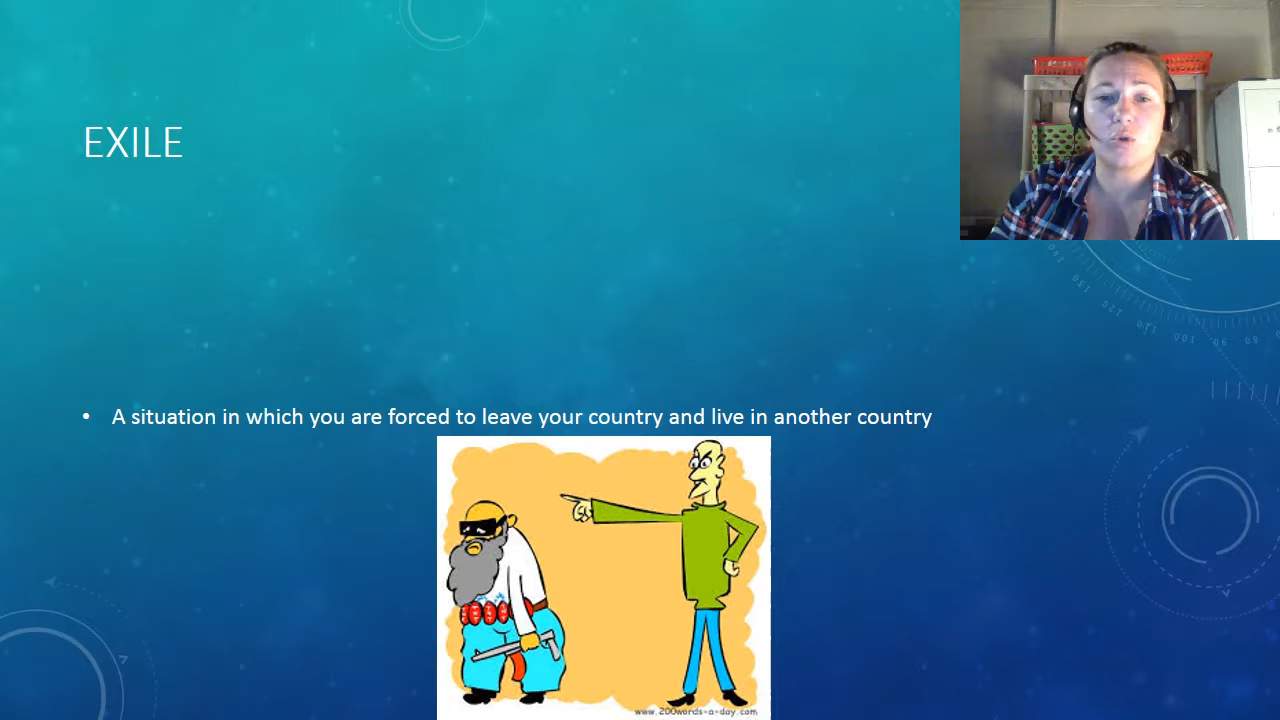 EXILE
• A situation in which you are forced to leave your country and live in another country
www.200words-a-day.com